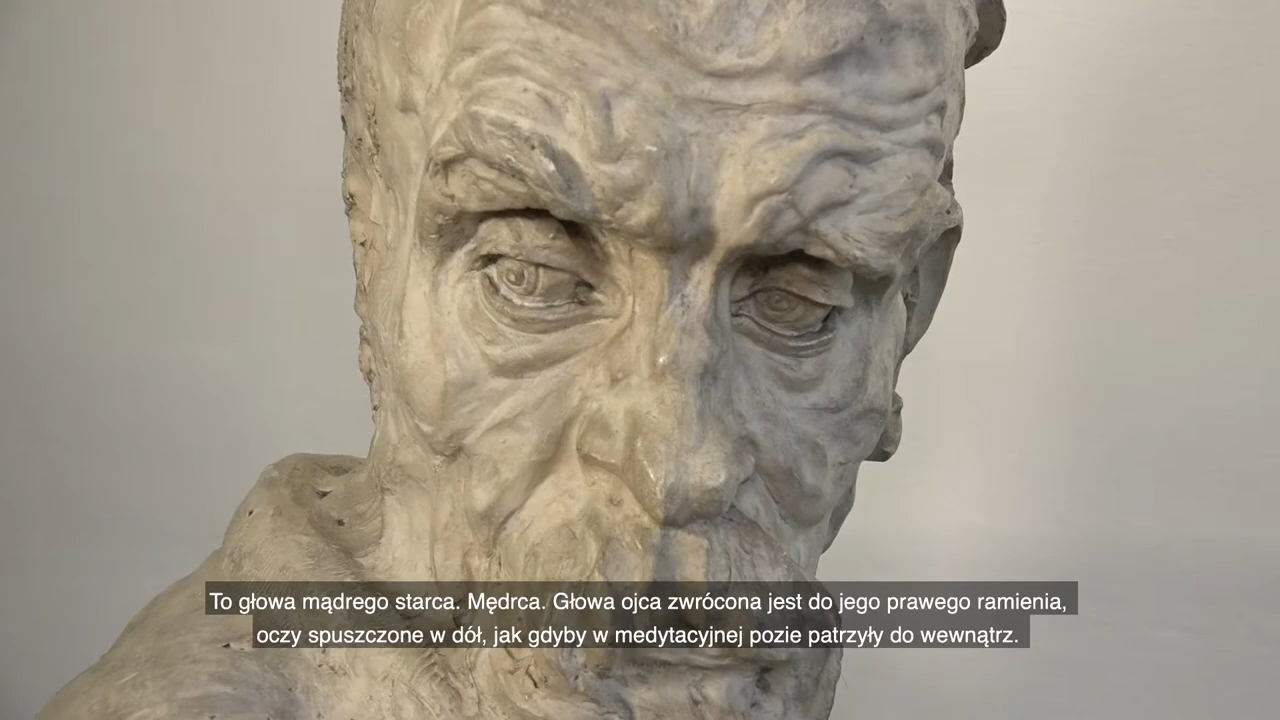 To głowa mądrego starca. Mędrca. Głowa ojca zwrócona jest do jego prawego ramienia,
oczy spuszczone w dół, jak gdyby w medytacyjnej pozie patrzyły do wewnątrz.